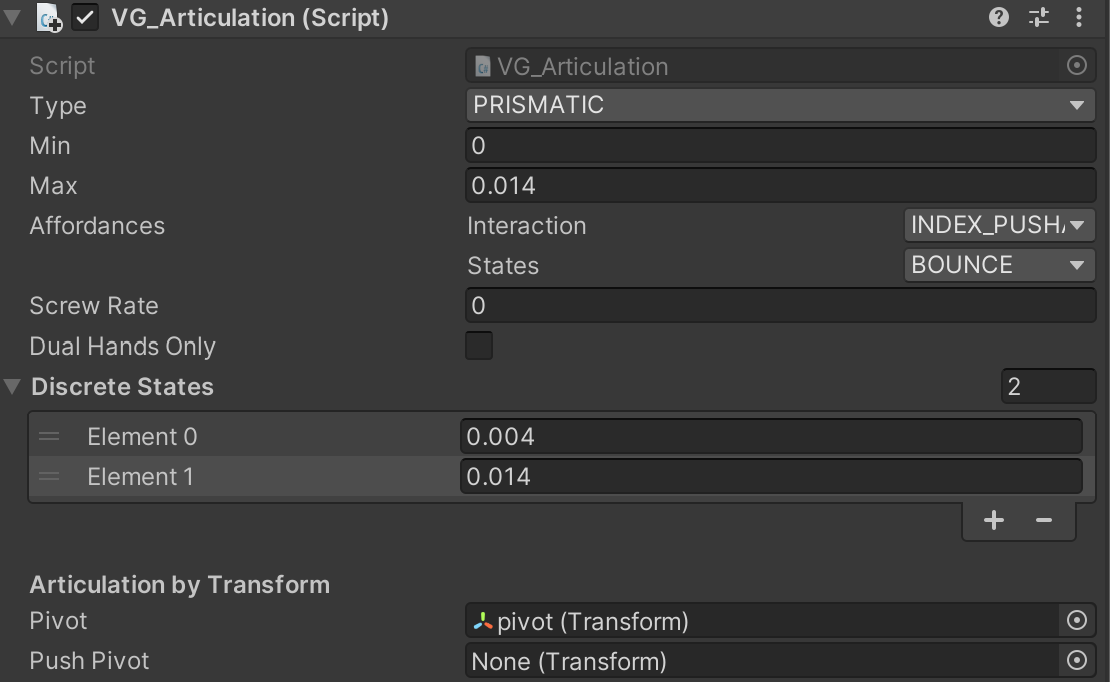 VG_Articulation (Script)
Script C# VG_Articulation
Type PRISMATIC
Min 0
Max 0.014
Affordances Interaction INDEX_PUSH
States BOUNCE
Screw Rate 0
Dual Hands Only
Discrete States 2
Element 0 0.004
Element 1 0.014
Articulation by Transform
Pivot pivot (Transform)
Push Pivot None (Transform)